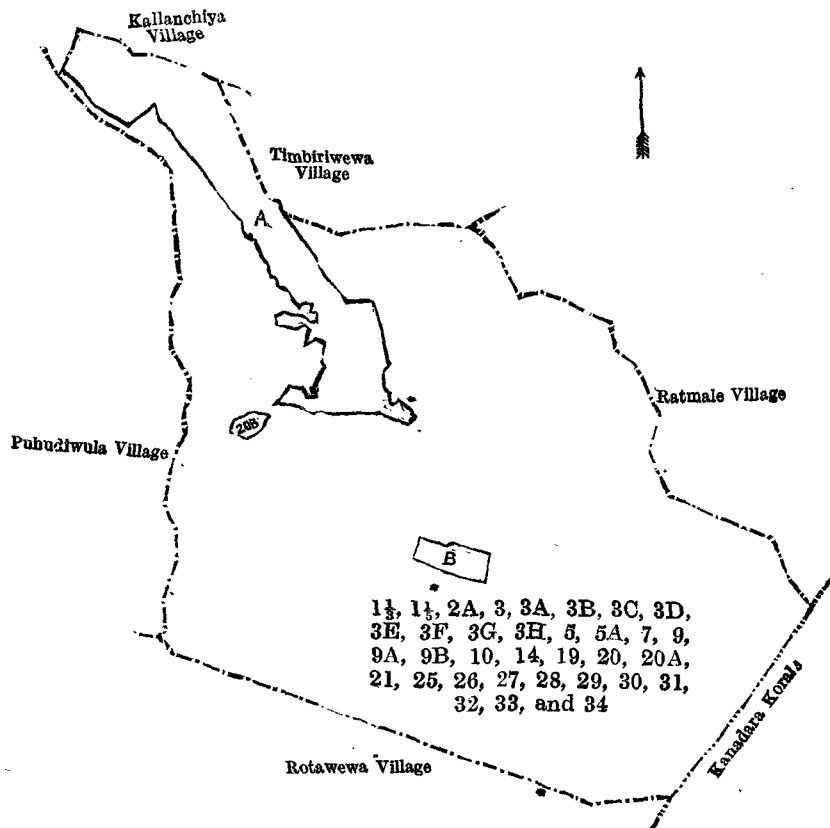 Kallanchiya
Village
Timbiriwewa
Village
A
Ratmale Village
20B
Puhudiwula Village
B
1⅓, 1⅕, 2A, 3, 3A, 3B, 3C, 3D,
3E, 3F, 3G, 3H, 5, 5A, 7, 9,
9A, 9B, 10, 14, 19, 20, 20A,
21, 25, 26, 27, 28, 29, 30, 31,
32, 33, and 34
Kanadara Korale
Rotawewa Village